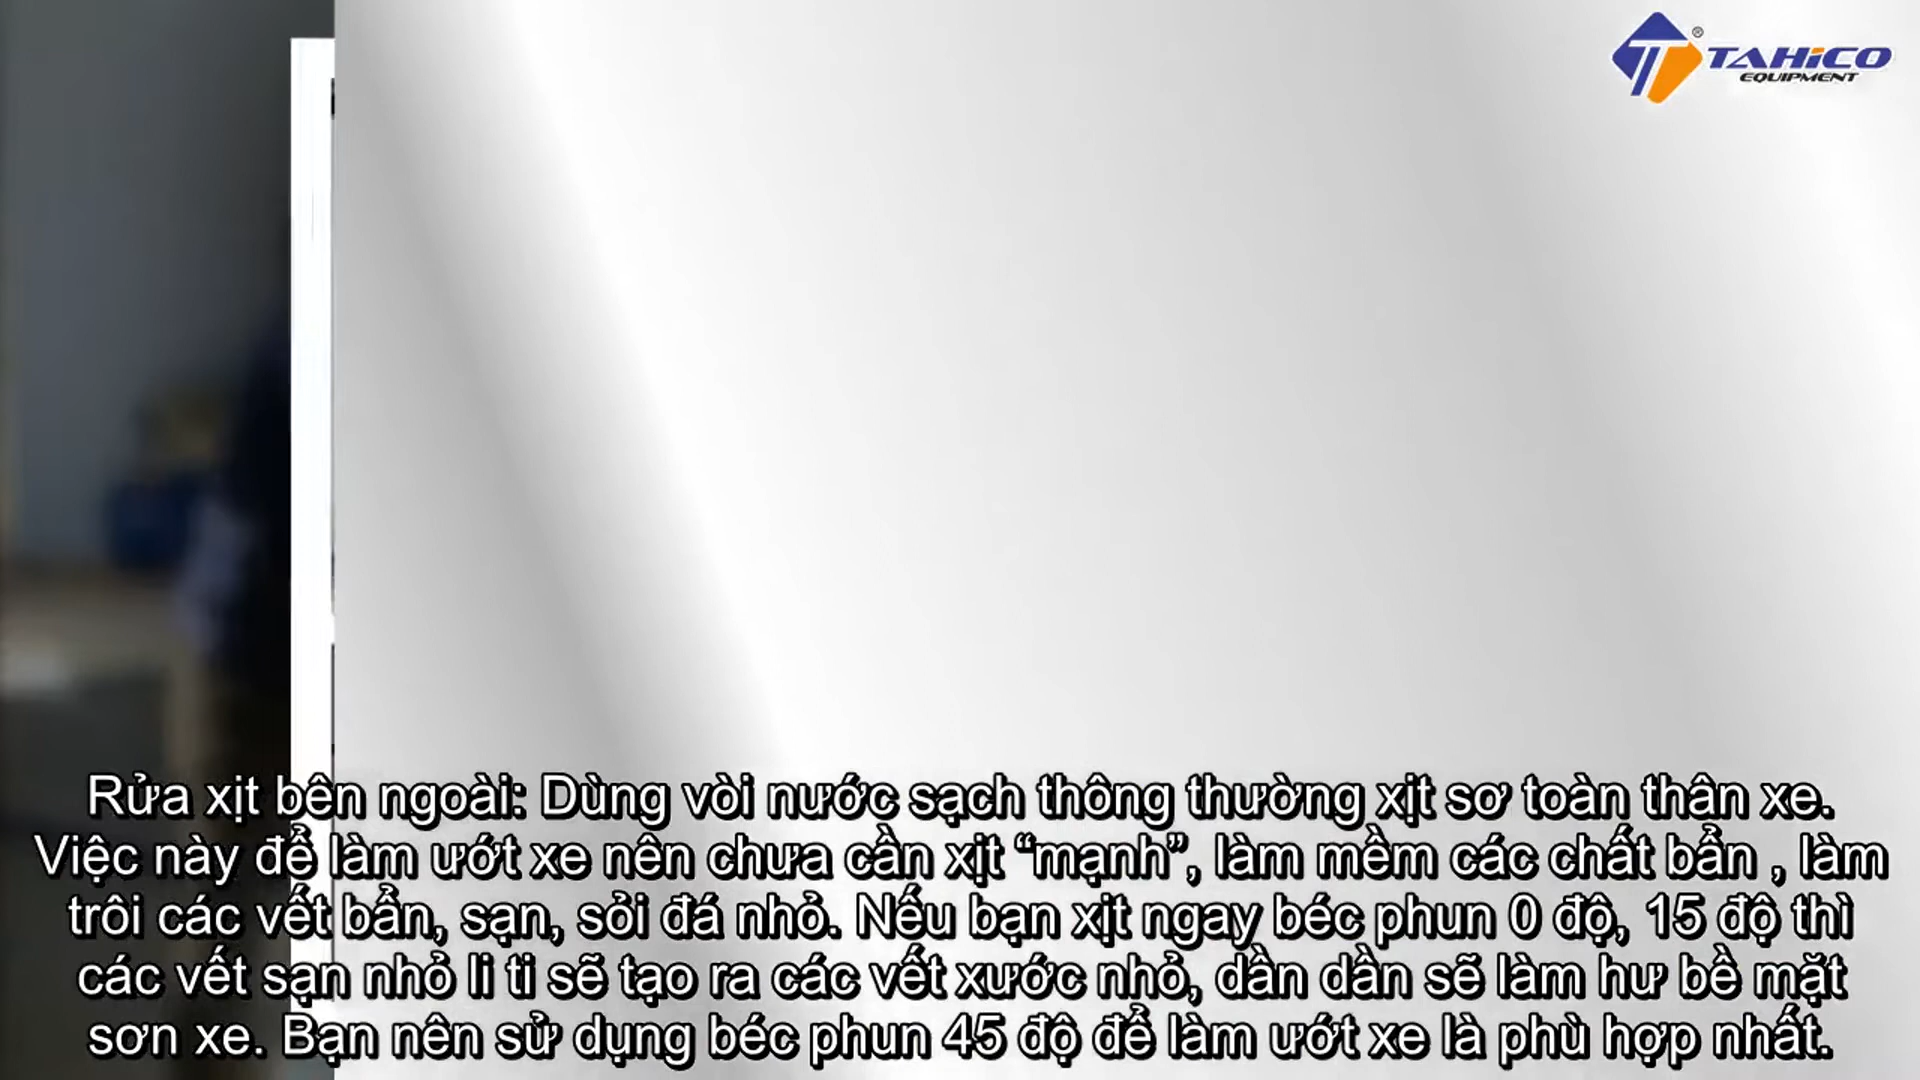 TAHiCO
EQUIPMENT
Rửa xịt bên ngoài: Dùng vòi nước sạch thông thường xịt sơ toàn thân xe.
Việc này để làm ướt xe nên chưa cần xịt “mạnh”, làm mềm các chất bẩn , làm
trôi các vết bẩn, sạn, sỏi đá nhỏ. Nếu bạn xịt ngay béc phun 0 độ, 15 độ thì
các vết sạn nhỏ li ti sẽ tạo ra các vết xước nhỏ, dần dần sẽ làm hư bề mặt
sơn xe. Bạn nên sử dụng béc phun 45 độ để làm ướt xe là phù hợp nhất.